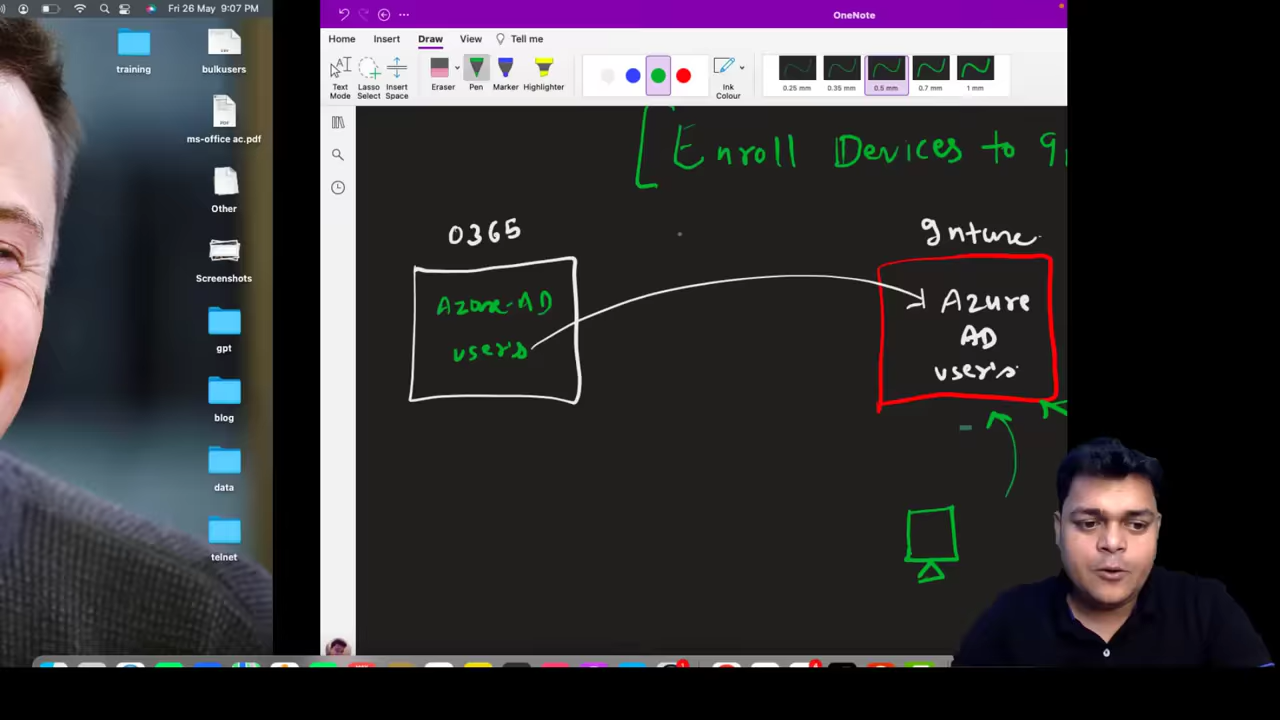 Fri 26 May 9:07 PM
training
bulkusers
ms-office ac.pdf
Other
Screenshots
gpt
blog
data
telnet
OneNote
Home Insert Draw View Tell me
Text Mode
Lasso Select
Insert Space
Eraser
Pen
Marker
Highlighter
Ink Colour
0.25 mm
0.35 mm
0.5 mm
0.7 mm
1 mm
Enroll Devices to
O365
Azure-AD
users
Intune
Azure
AD
user's